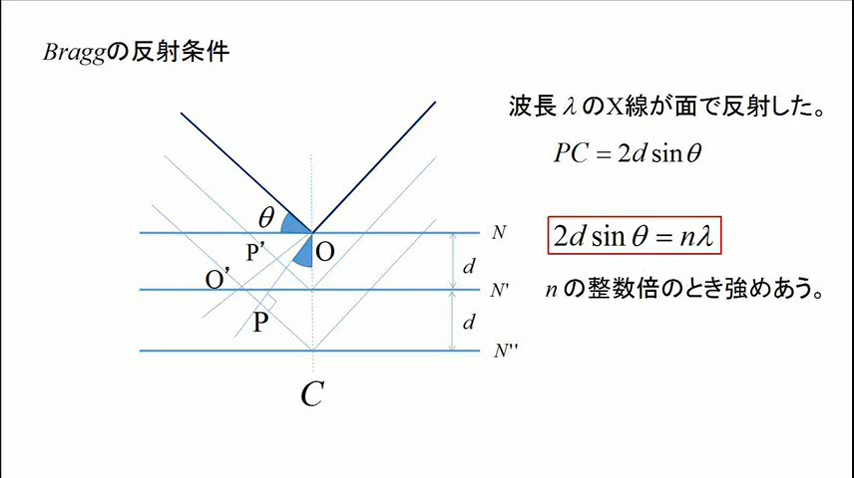 Braggの反射条件
波長λのX線が面で反射した。
PC = 2d sinθ
2d sinθ = nλ
nの整数倍のとき強めあう。
θ
N
P’
O
d
O’
N'
P
d
N''
C